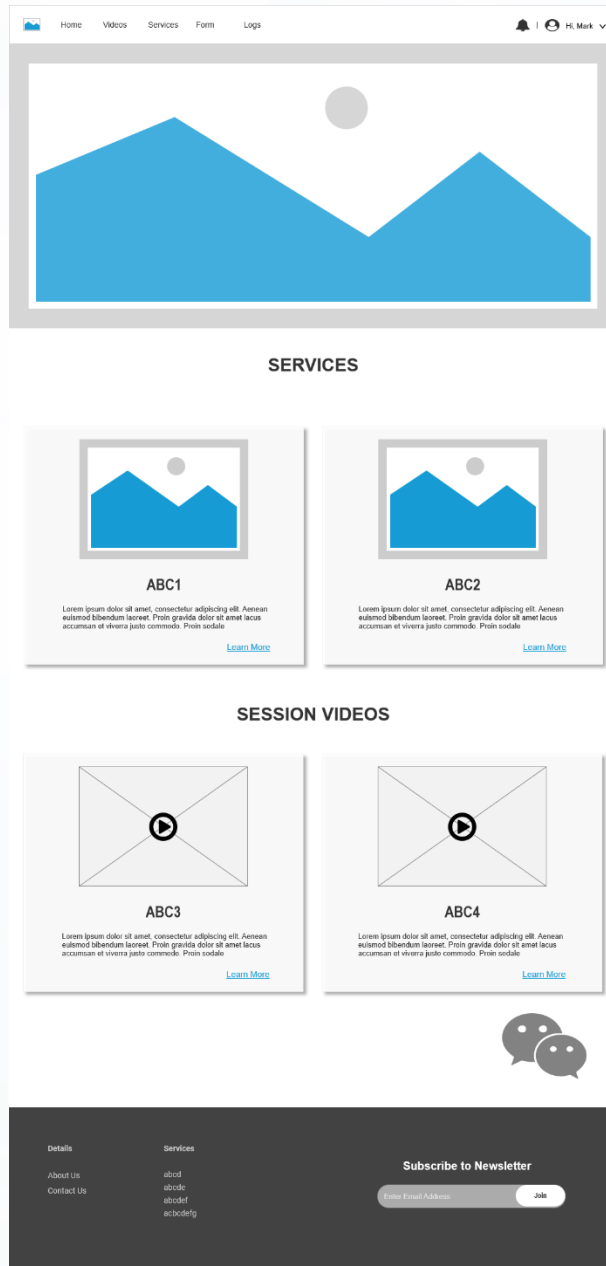 Home Videos Services Form Logs | Hi, Mark
SERVICES
ABC1
Lorem ipsum dolor sit amet, consectetur adipiscing elit. Aenean
euismod bibendum laoreet. Proin gravida dolor sit amet lacus
accumsan et viverra justo commodo. Proin sodale
Learn More
ABC2
Lorem ipsum dolor sit amet, consectetur adipiscing elit. Aenean
euismod bibendum laoreet. Proin gravida dolor sit amet lacus
accumsan et viverra justo commodo. Proin sodale
Learn More
SESSION VIDEOS
ABC3
Lorem ipsum dolor sit amet, consectetur adipiscing elit. Aenean
euismod bibendum laoreet. Proin gravida dolor sit amet lacus
accumsan et viverra justo commodo. Proin sodale
Learn More
ABC4
Lorem ipsum dolor sit amet, consectetur adipiscing elit. Aenean
euismod bibendum laoreet. Proin gravida dolor sit amet lacus
accumsan et viverra justo commodo. Proin sodale
Learn More
Details
About Us
Contact Us
Services
abcd
abcde
abcdef
acbcdefg
Subscribe to Newsletter
Enter Email Address
Join